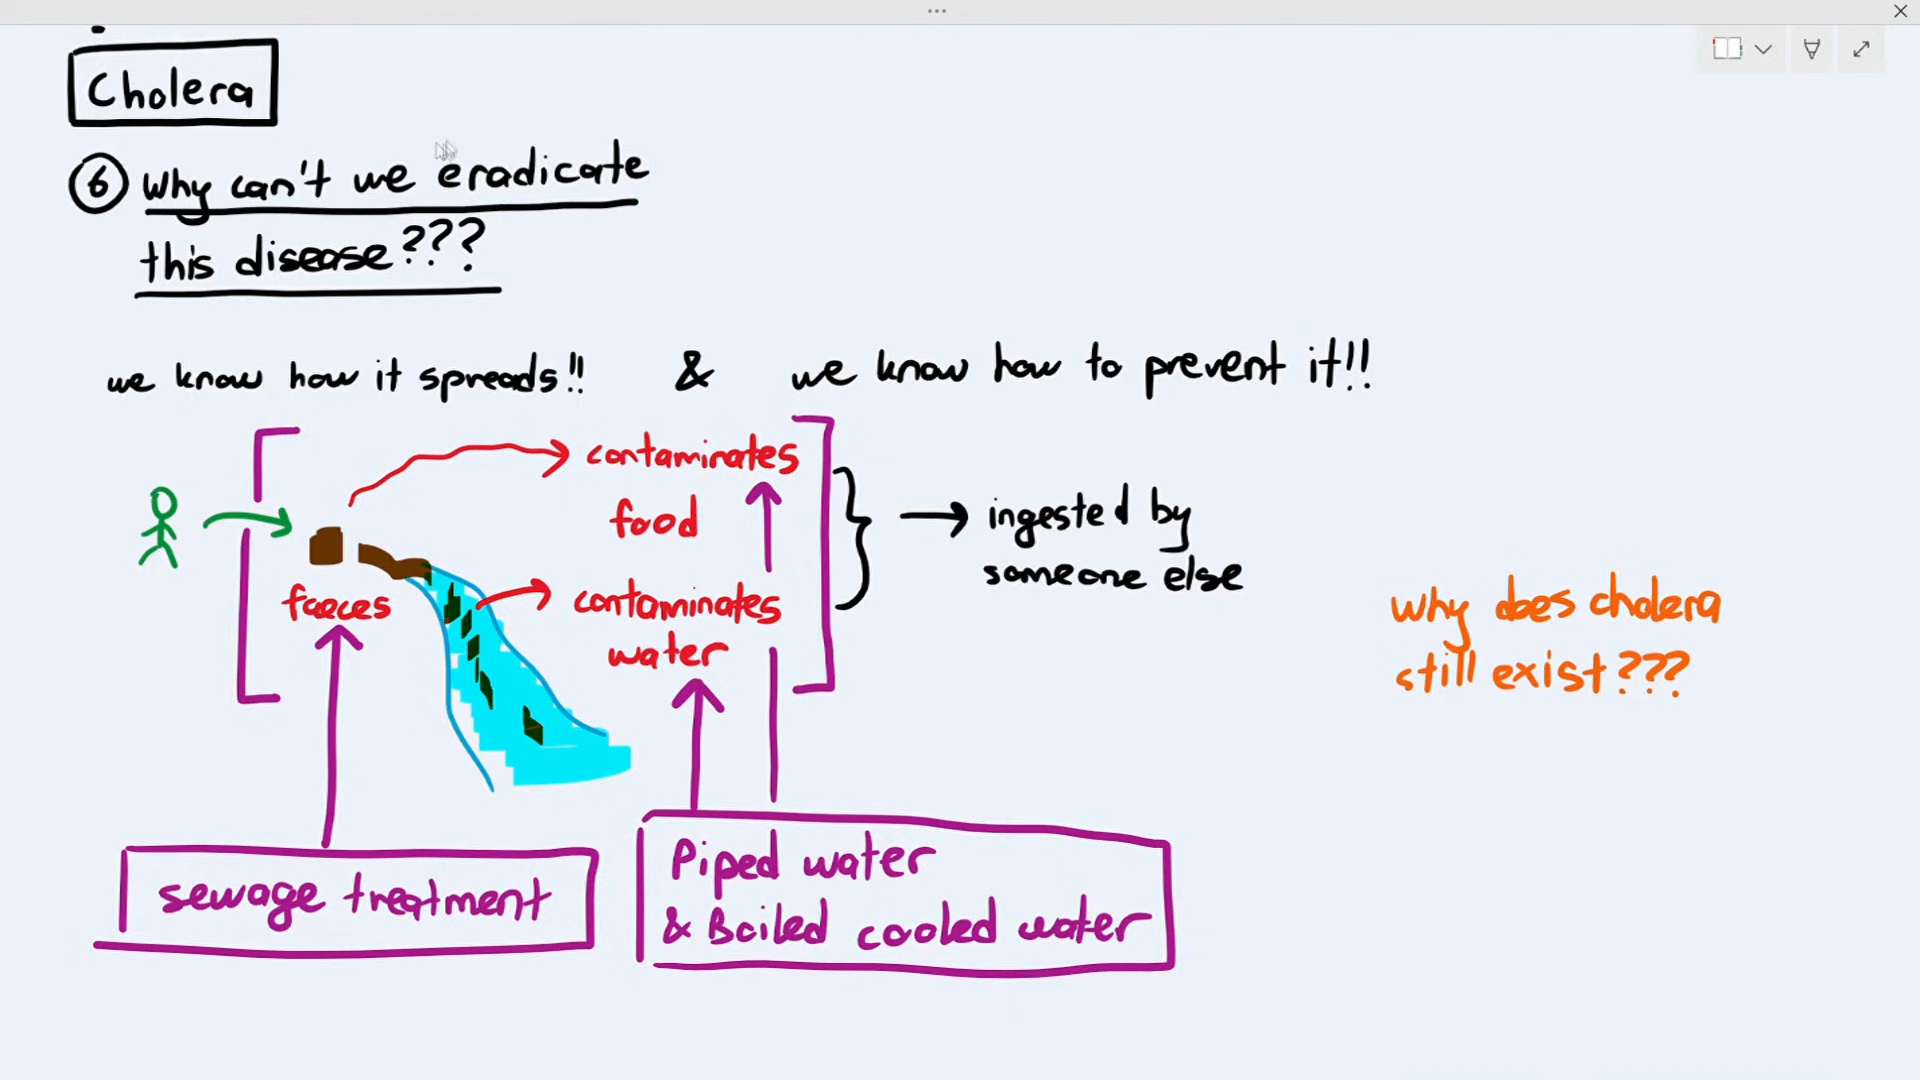 Cholera
⑥ Why can't we eradicate
this disease???
we know how it spreads!! & we know how to prevent it!!
contaminates
food
faeces
contaminates
water
ingested by
someone else
why does cholera
still exist???
sewage treatment
Piped water
& Boiled cooled water